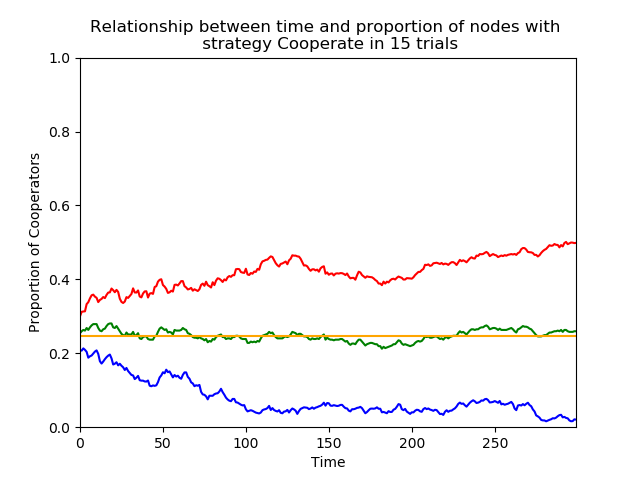 Relationship between time and proportion of nodes with
strategy Cooperate in 15 trials
1.0
0.8
0.6
0.4
0.2
0.0
Proportion of Cooperators
0 50 100 150 200 250
Time